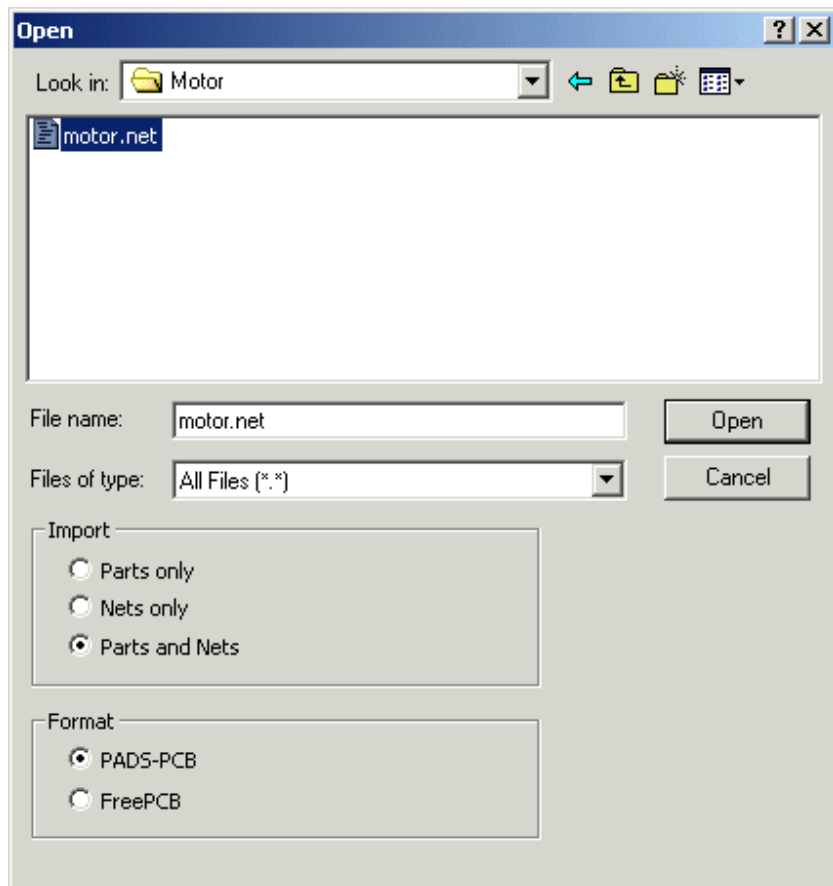 Open
Look in: Motor
motor.net
File name: motor.net Open
Files of type: All Files (*.*) Cancel
Import
Parts only
Nets only
Parts and Nets
Format
PADS-PCB
FreePCB